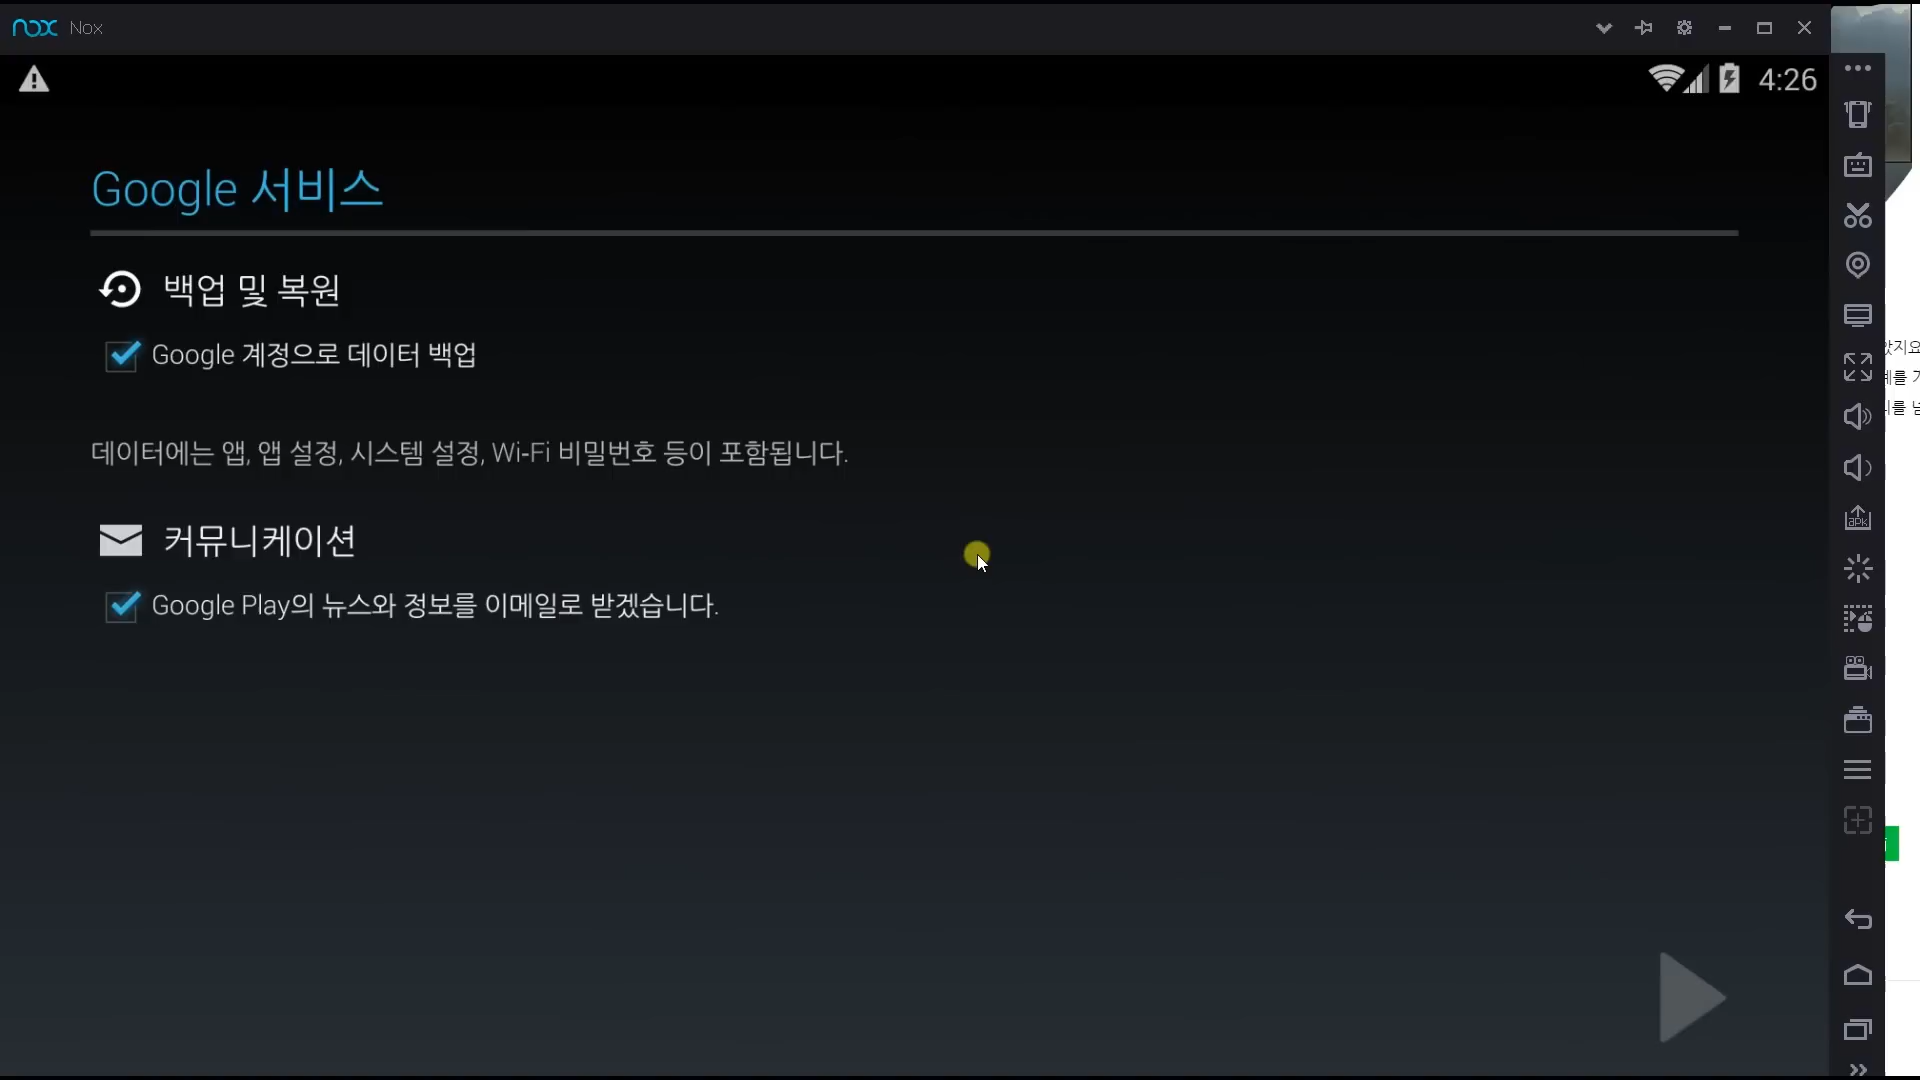 nox Nox
4:26
Google 서비스
백업 및 복원
Google 계정으로 데이터 백업
데이터에는 앱, 앱 설정, 시스템 설정, Wi-Fi 비밀번호 등이 포함됩니다.
커뮤니케이션
Google Play의 뉴스와 정보를 이메일로 받겠습니다.